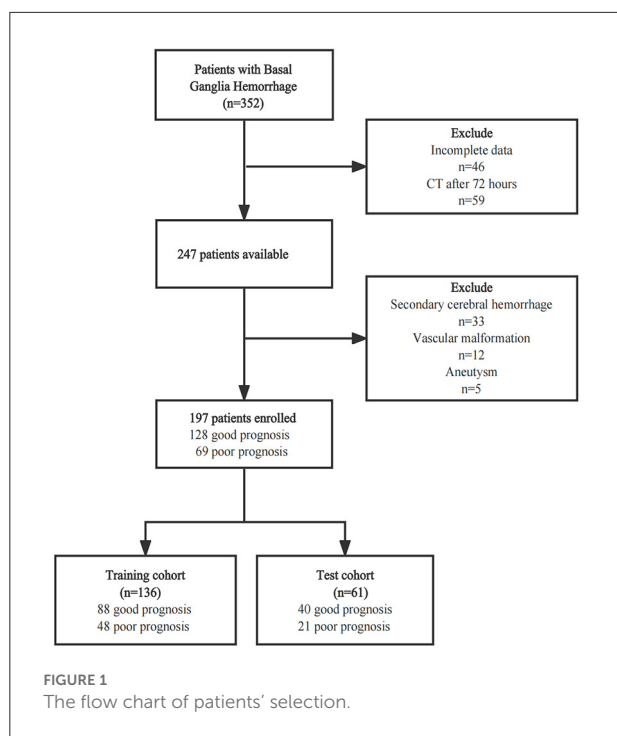 Patients with Basal
Ganglia Hemorrhage
(n=352)
Exclude
Incomplete data
n=46
CT after 72 hours
n=59
247 patients available
Exclude
Secondary cerebral hemorrhage
n=33
Vascular malformation
n=12
Aneutysm
n=5
197 patients enrolled
128 good prognosis
69 poor prognosis
Training cohort
(n=136)
88 good prognosis
48 poor prognosis
Test cohort
(n=61)
40 good prognosis
21 poor prognosis
FIGURE 1
The flow chart of patients’ selection.